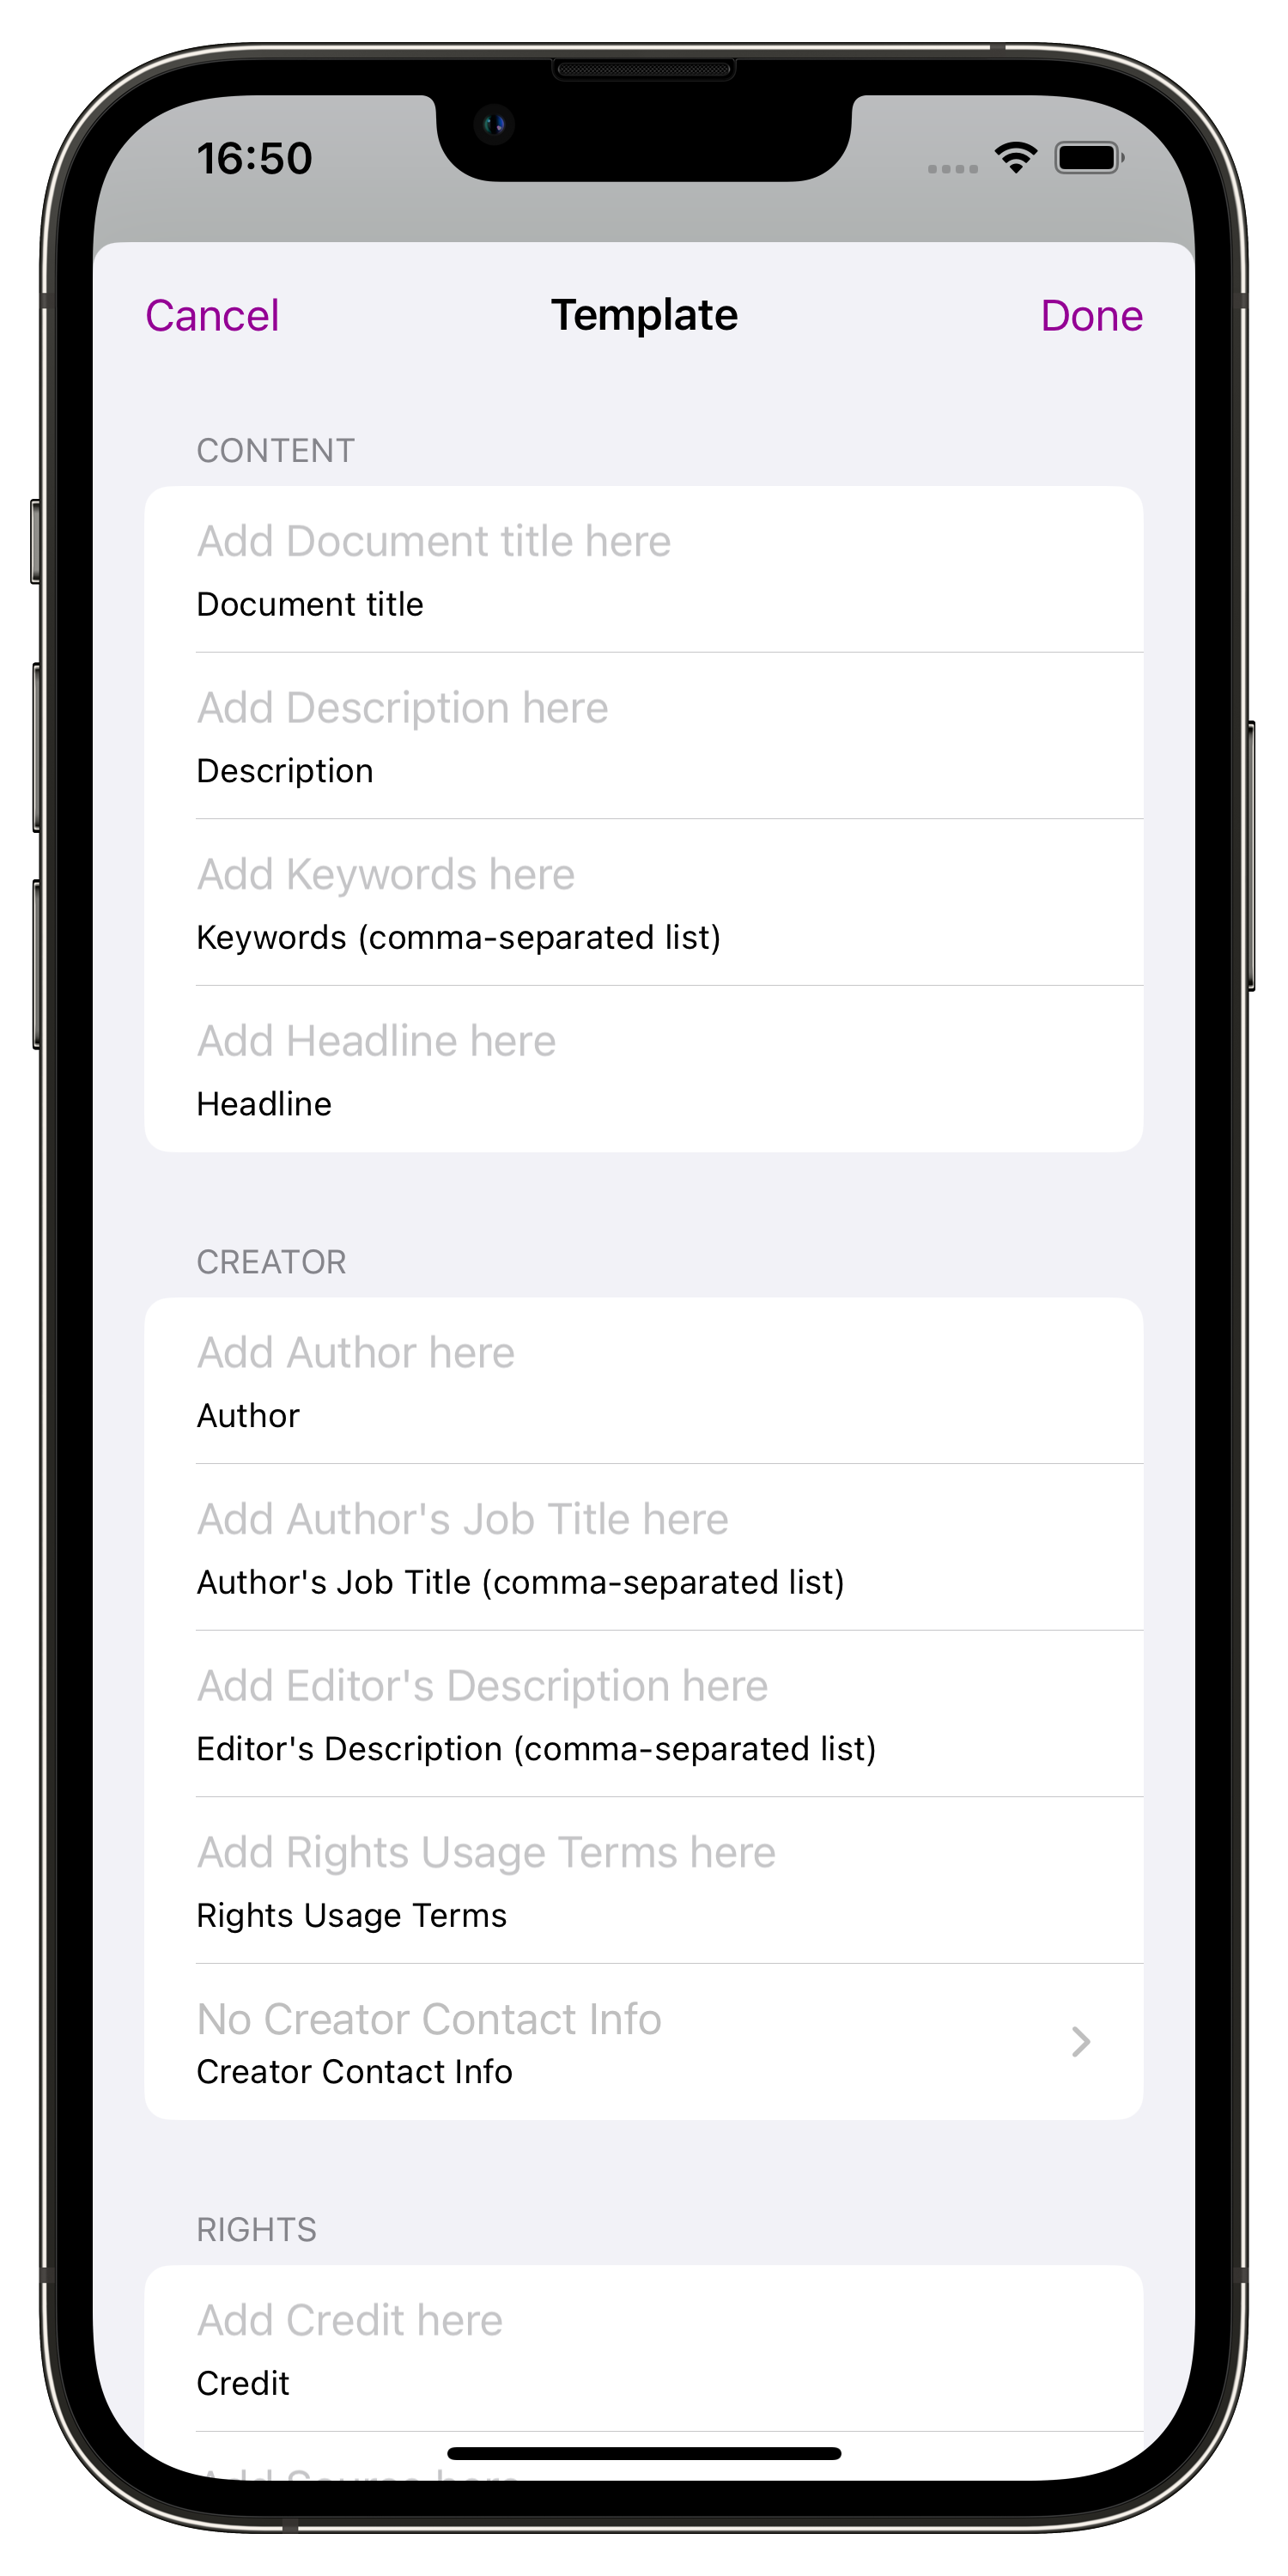 16:50
Cancel Template Done
CONTENT
Add Document title here
Document title
Add Description here
Description
Add Keywords here
Keywords (comma-separated list)
Add Headline here
Headline
CREATOR
Add Author here
Author
Add Author's Job Title here
Author's Job Title (comma-separated list)
Add Editor's Description here
Editor's Description (comma-separated list)
Add Rights Usage Terms here
Rights Usage Terms
No Creator Contact Info
Creator Contact Info
RIGHTS
Add Credit here
Credit
Add Source here